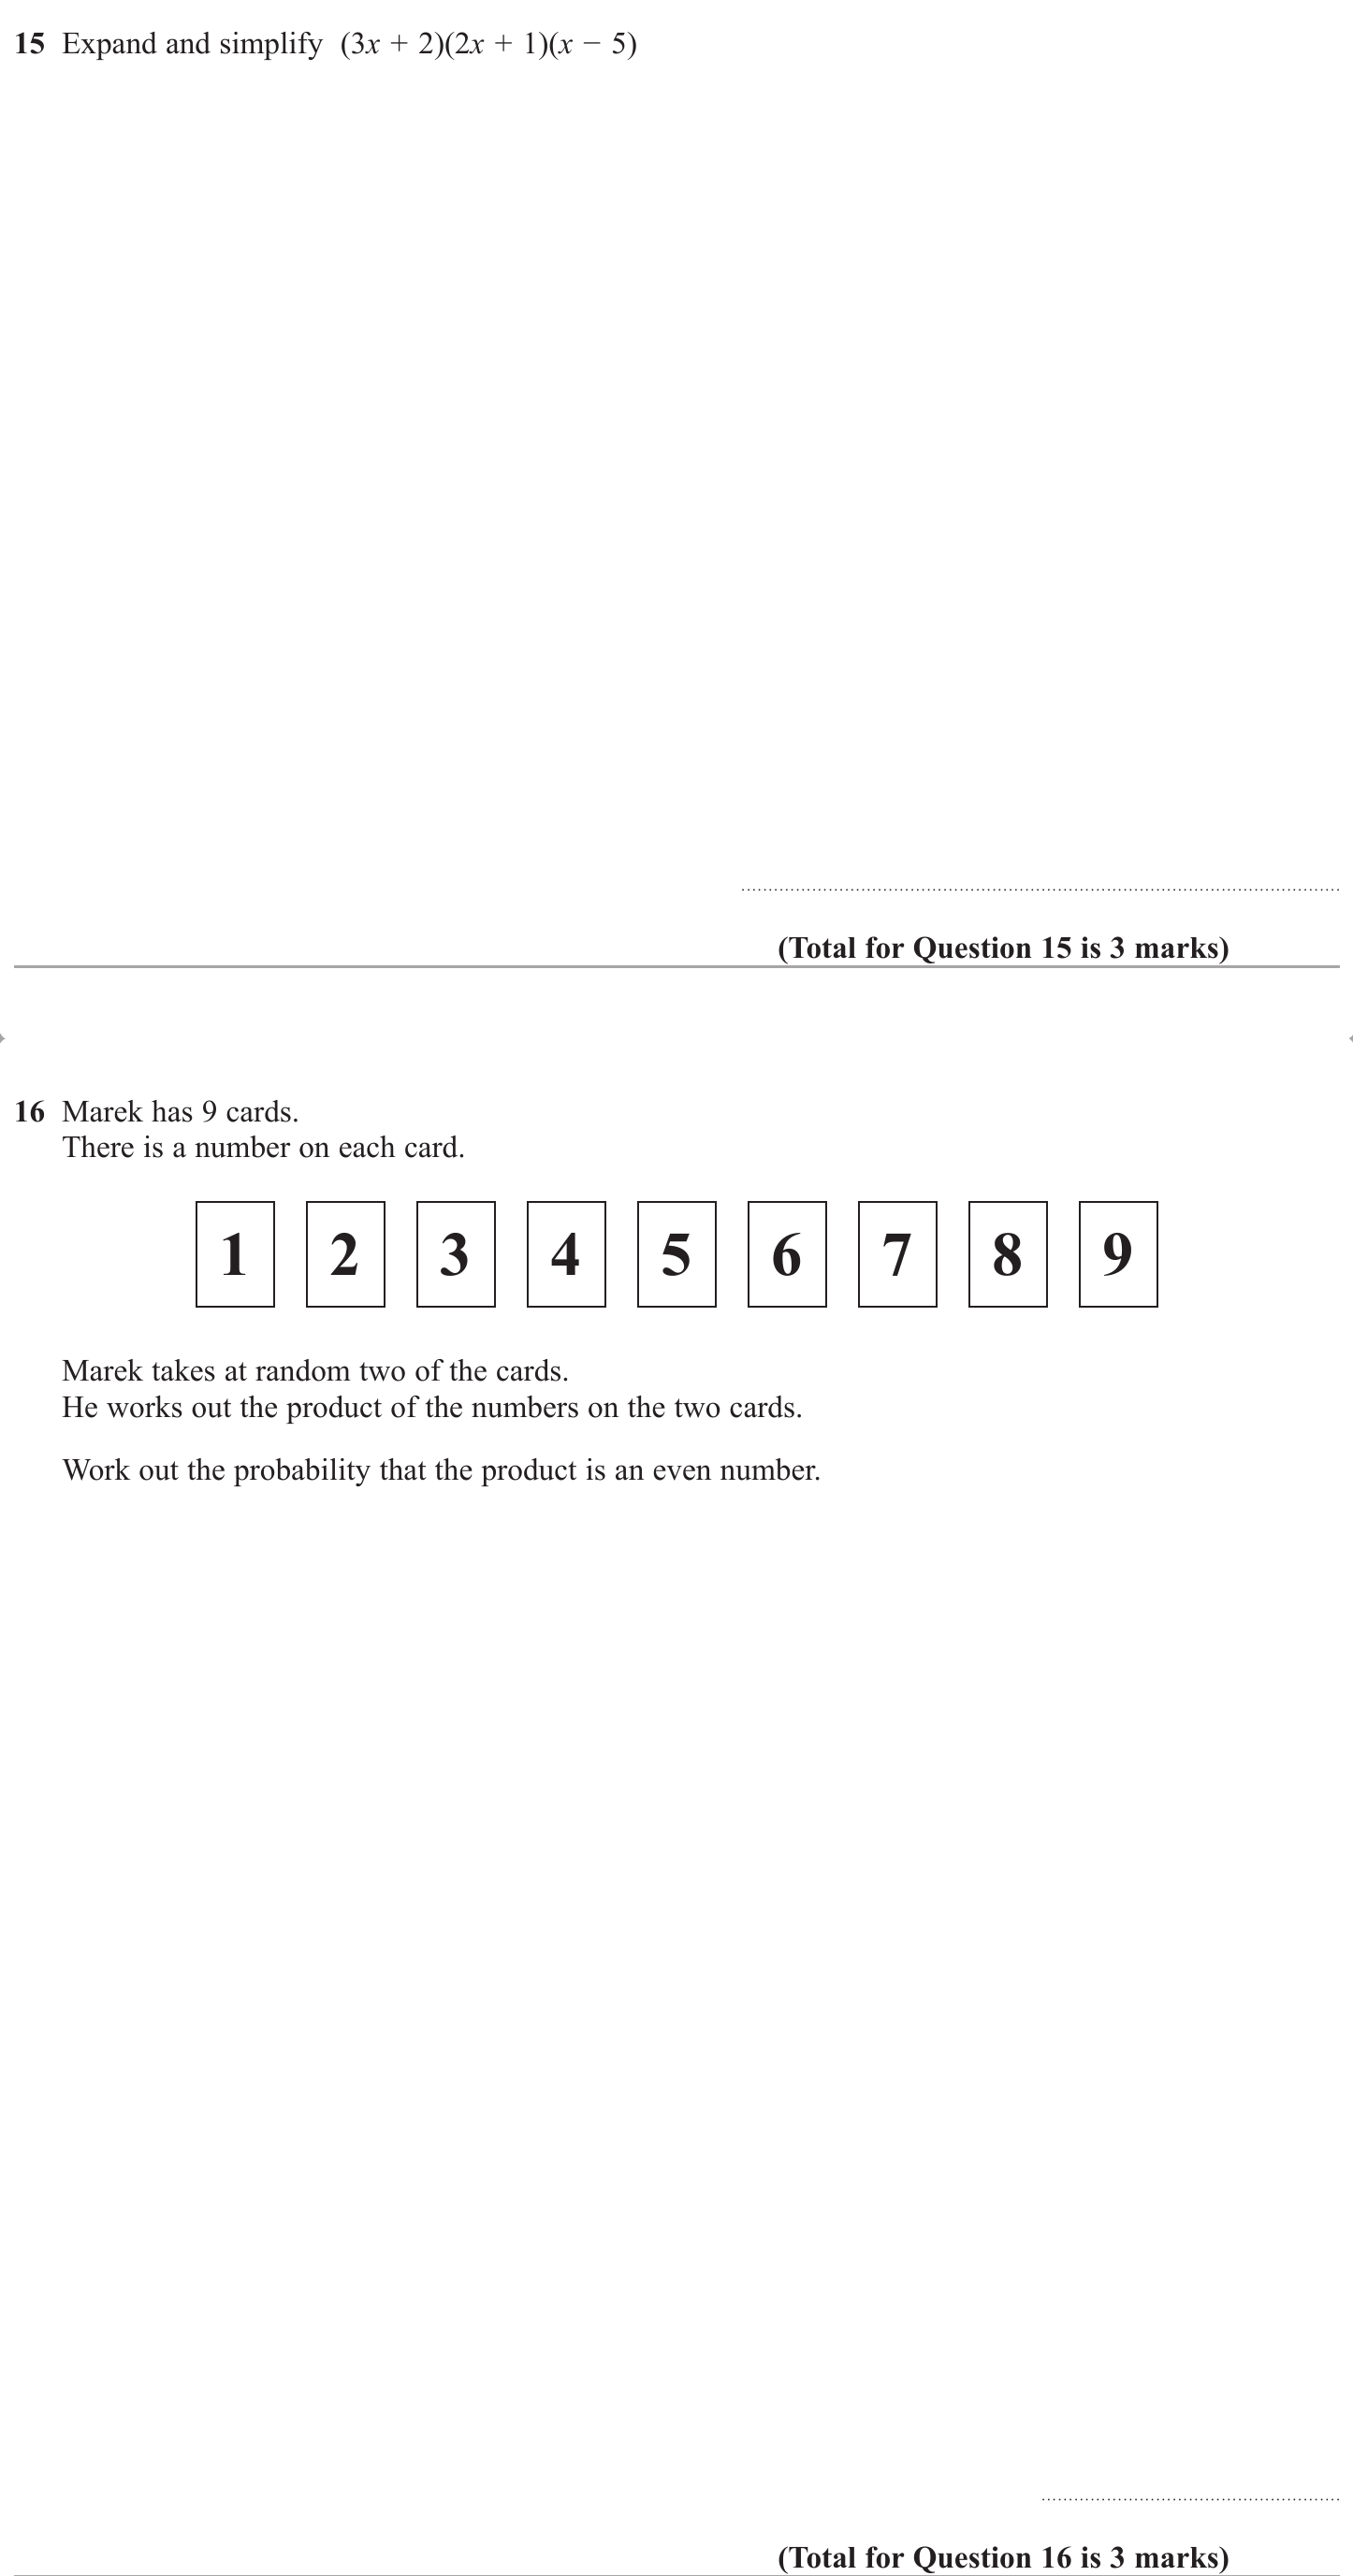 15 Expand and simplify (3x + 2)(2x + 1)(x − 5)
(Total for Question 15 is 3 marks)
16 Marek has 9 cards.
There is a number on each card.
1 2 3 4 5 6 7 8 9
Marek takes at random two of the cards.
He works out the product of the numbers on the two cards.
Work out the probability that the product is an even number.
(Total for Question 16 is 3 marks)